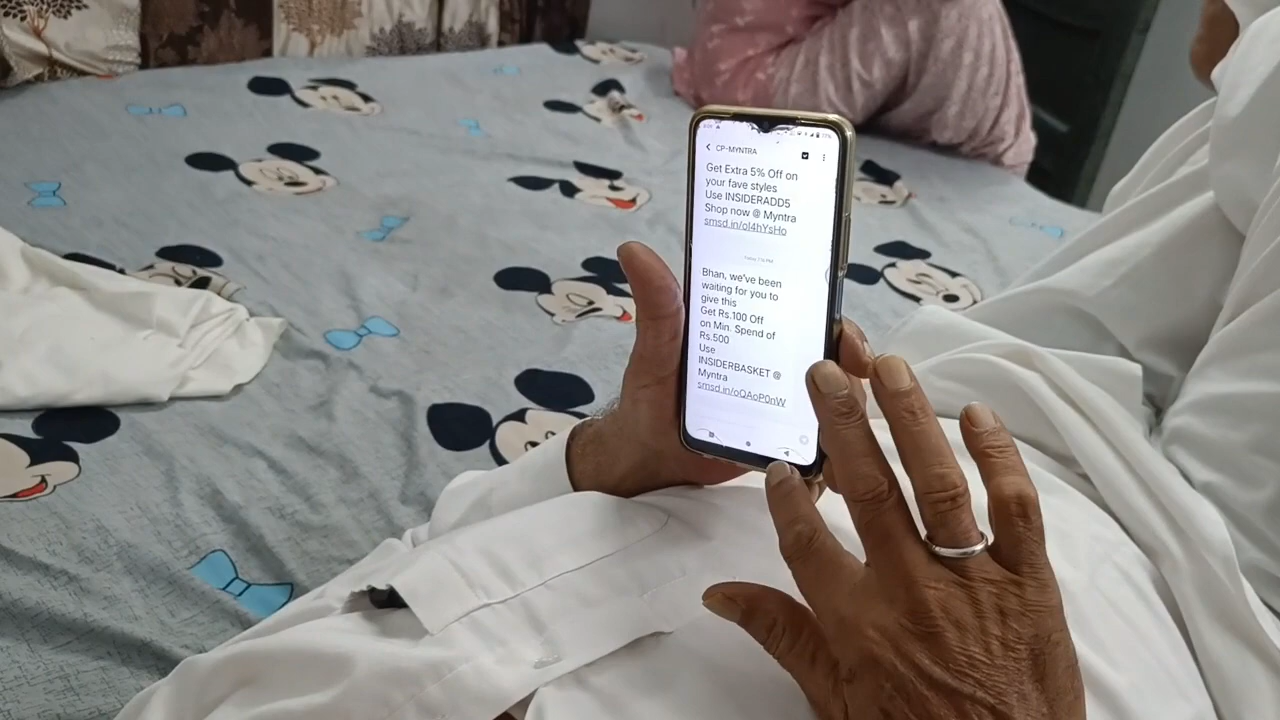 CP-MYNTRA
Get Extra 5% Off on
your fave styles
Use INSIDERADD5
Shop now @ Myntra
smsd.in/oI4hYsHo
Bhan, we've been
waiting for you to
give this
Get Rs.100 Off
on Min. Spend of
Rs.500
Use
INSIDERBASKET @
Myntra
smsd.in/oQAoP0nW